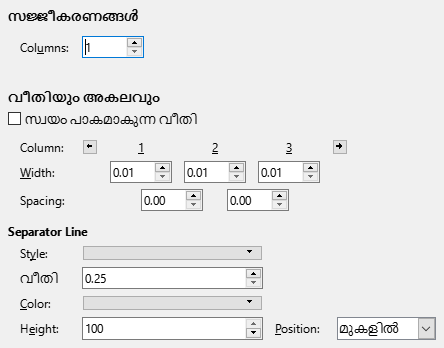 സജ്ജീകരണങ്ങൾ
Columns: 1
വീതിയും അകലവും
സ്വയം പാകമാകുന്ന വീതി
Column: 1 2 3
Width: 0.01 0.01 0.01
Spacing: 0.00 0.00
Separator Line
Style:
വീതി 0.25
Color:
Height: 100 Position: മുകളിൽ